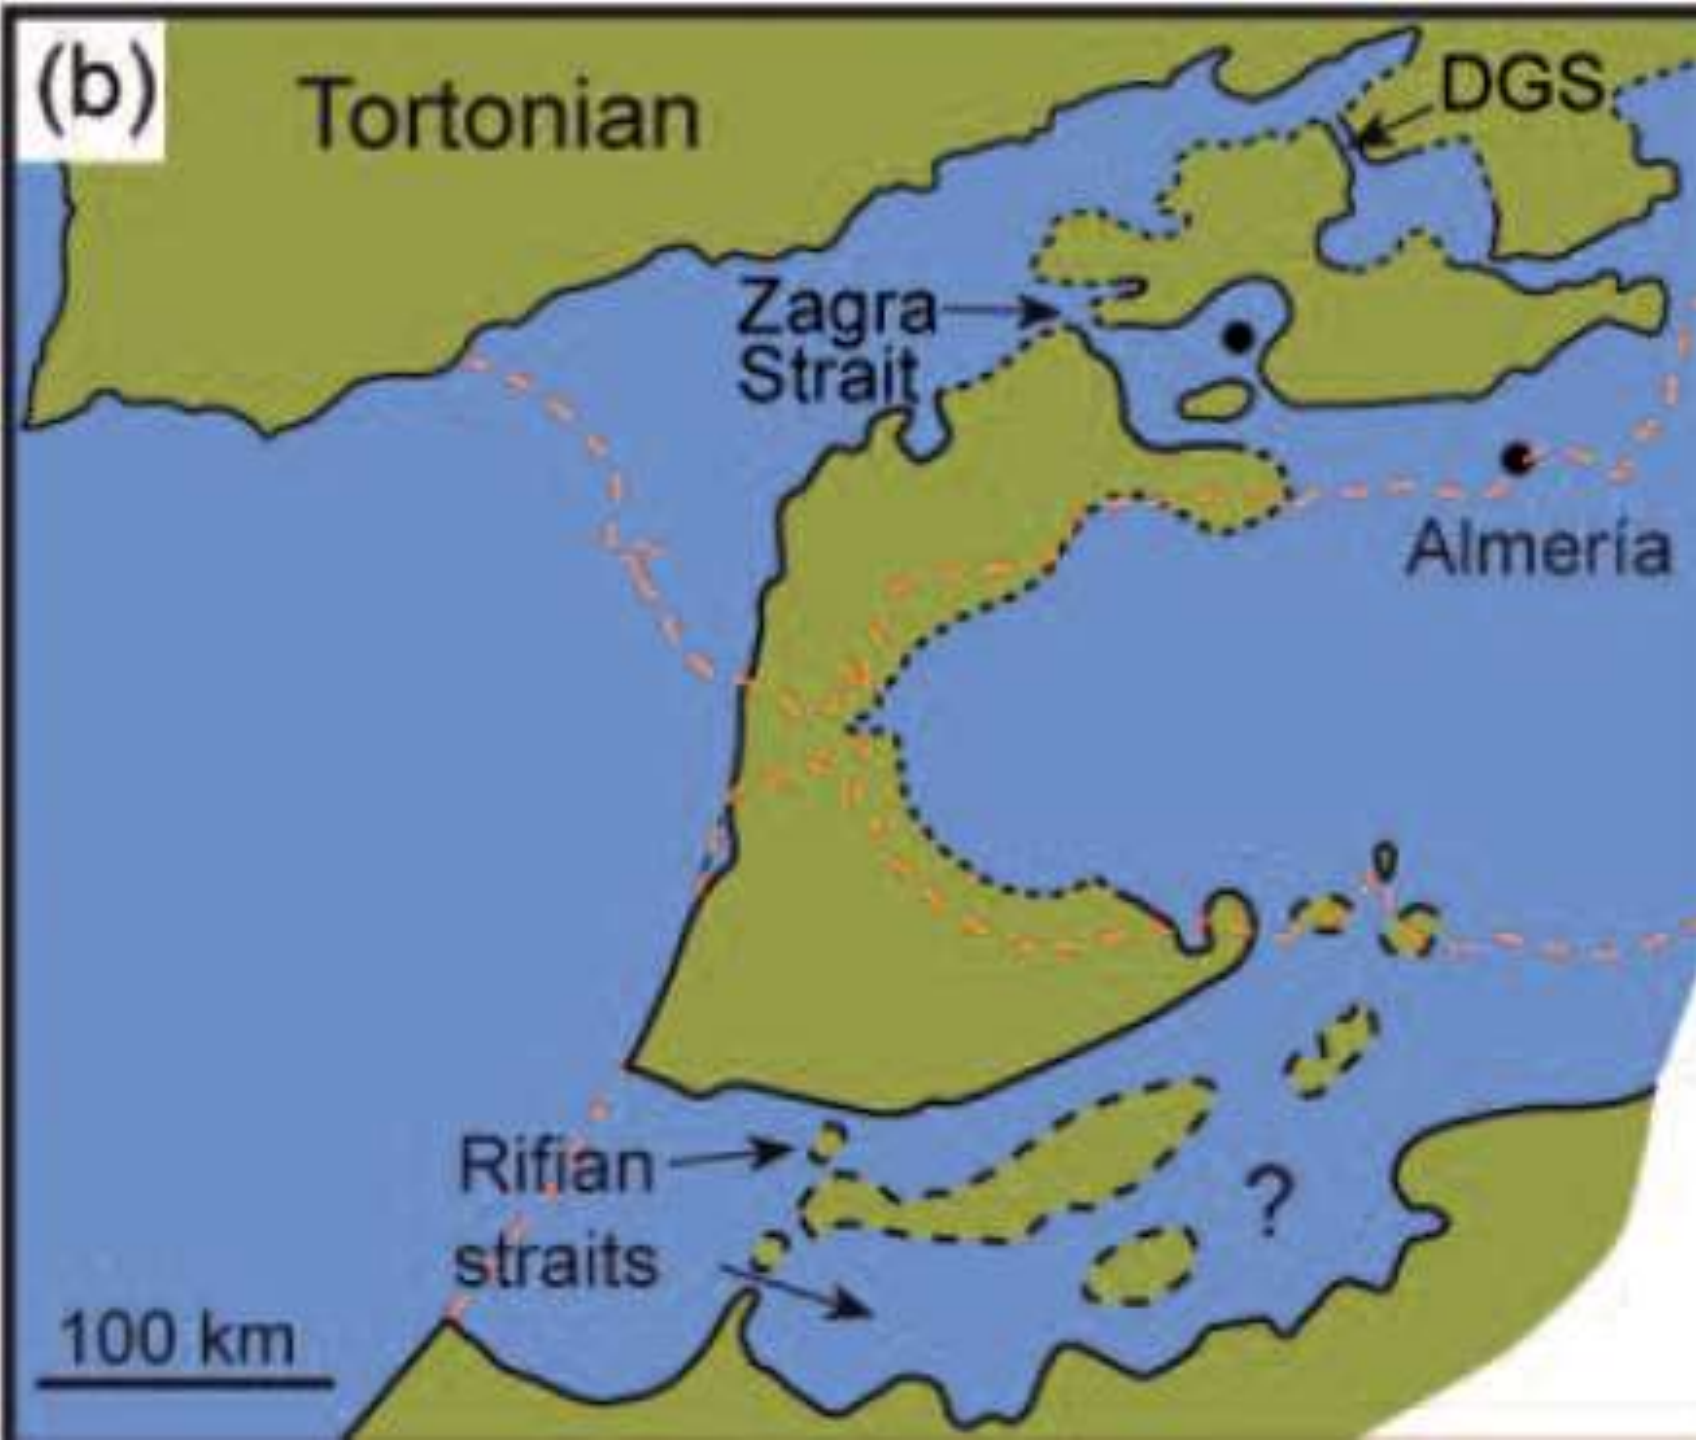 (b)
Tortonian
DGS
Zagra
Strait
Almería
Rifian
straits
?
100 km